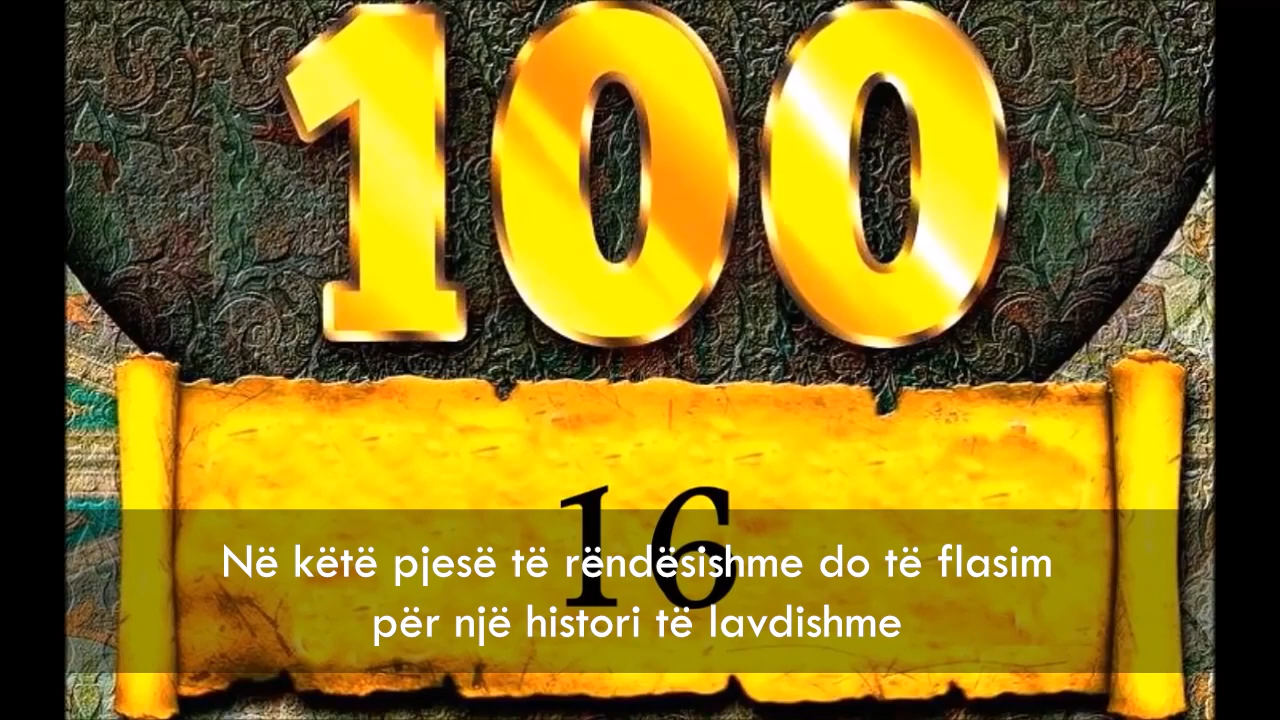 100
16
Në këtë pjesë të rëndësishme do të flasim
për një histori të lavdishme